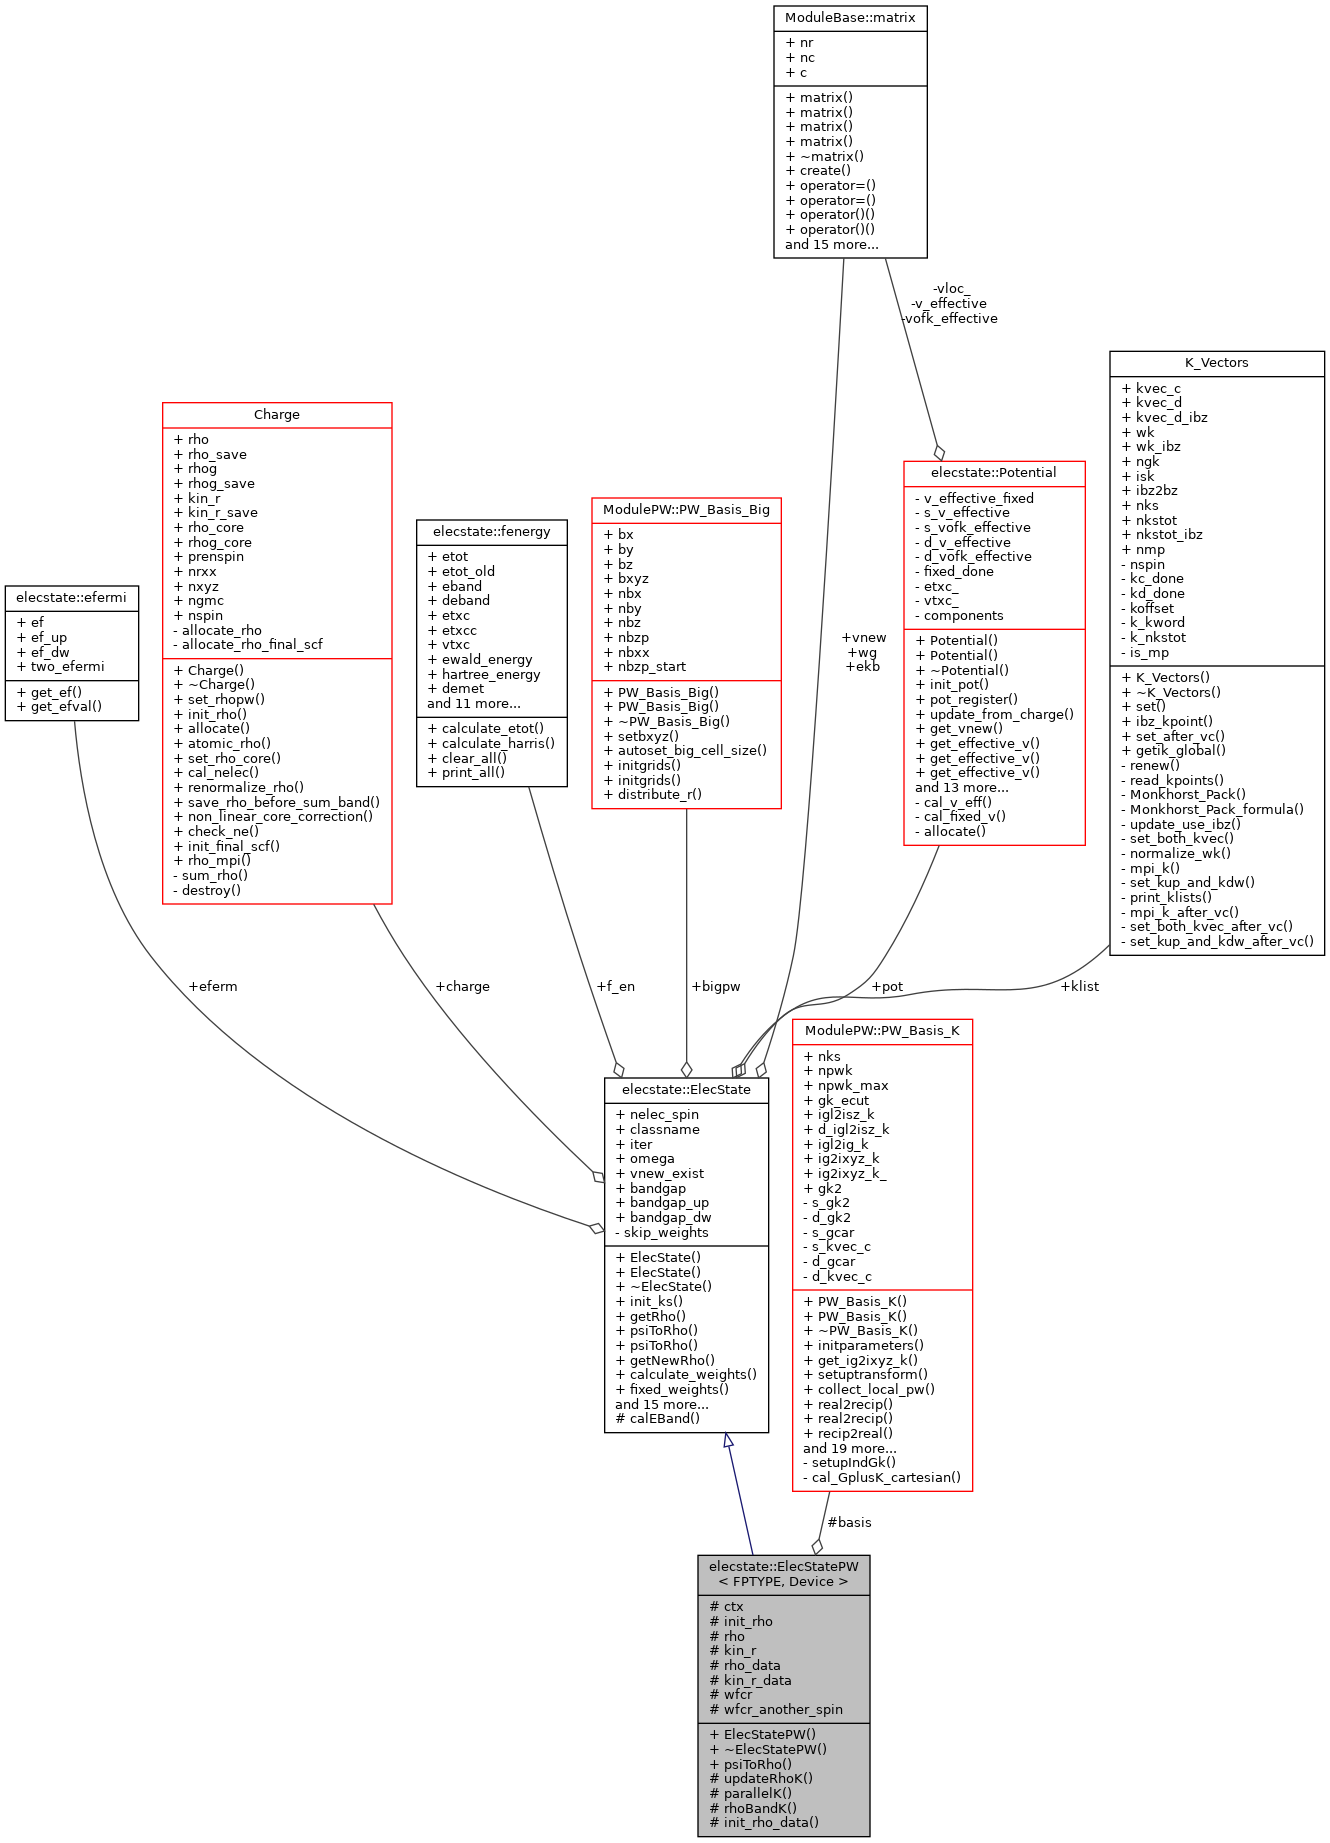 ModuleBase::matrix
+ nr
+ nc
+ c
+ matrix()
+ matrix()
+ matrix()
+ matrix()
+ ~matrix()
+ create()
+ operator=()
+ operator=()
+ operator()()
+ operator()()
and 15 more...
-vloc_
-v_effective
-vofk_effective
K_Vectors
+ kvec_c
+ kvec_d
+ kvec_d_ibz
+ wk
+ wk_ibz
+ ngk
+ isk
+ ibz2bz
+ nks
+ nkstot
+ nkstot_ibz
+ nmp
- nspin
- kc_done
- kd_done
- koffset
- k_kword
- k_nkstot
- is_mp
+ K_Vectors()
+ ~K_Vectors()
+ set()
+ ibz_kpoint()
+ set_after_vc()
+ getik_global()
- renew()
- read_kpoints()
- Monkhorst_Pack()
- Monkhorst_Pack_formula()
- update_use_ibz()
- set_both_kvec()
- normalize_wk()
- mpi_k()
- set_kup_and_kdw()
- print_klists()
- mpi_k_after_vc()
- set_both_kvec_after_vc()
- set_kup_and_kdw_after_vc()
Charge
+ rho
+ rho_save
+ rhog
+ rhog_save
+ kin_r
+ kin_r_save
+ rho_core
+ rhog_core
+ prenspin
+ nrxx
+ nxyz
+ ngmc
+ nspin
- allocate_rho
- allocate_rho_final_scf
+ Charge()
+ ~Charge()
+ set_rhopw()
+ init_rho()
+ allocate()
+ atomic_rho()
+ set_rho_core()
+ cal_nelec()
+ renormalize_rho()
+ save_rho_before_sum_band()
+ non_linear_core_correction()
+ check_ne()
+ init_final_scf()
+ rho_mpi()
- sum_rho()
- destroy()
elecstate::Potential
- v_effective_fixed
- s_v_effective
- s_vofk_effective
- d_v_effective
- d_vofk_effective
- fixed_done
- etxc_
- vtxc_
- components
+ Potential()
+ Potential()
+ ~Potential()
+ init_pot()
+ pot_register()
+ update_from_charge()
+ get_vnew()
+ get_effective_v()
+ get_effective_v()
+ get_effective_v()
and 13 more...
- cal_v_eff()
- cal_fixed_v()
- allocate()
ModulePW::PW_Basis_Big
+ bx
+ by
+ bz
+ bxyz
+ nbx
+ nby
+ nbz
+ nbzp
+ nbxx
+ nbzp_start
+ PW_Basis_Big()
+ PW_Basis_Big()
+ ~PW_Basis_Big()
+ setbxyz()
+ autoset_big_cell_size()
+ initgrids()
+ initgrids()
+ distribute_r()
elecstate::fenergy
+ etot
+ etot_old
+ eband
+ deband
+ etxc
+ etxcc
+ vtxc
+ ewald_energy
+ hartree_energy
+ demet
and 11 more...
+ calculate_etot()
+ calculate_harris()
+ clear_all()
+ print_all()
elecstate::efermi
+ ef
+ ef_up
+ ef_dw
+ two_efermi
+ get_ef()
+ get_efval()
+vnew
+wg
+ekb
+eferm
+charge
+f_en
+bigpw
+pot
+klist
ModulePW::PW_Basis_K
+ nks
+ npwk
+ npwk_max
+ gk_ecut
+ igl2isz_k
+ d_igl2isz_k
+ igl2ig_k
+ ig2ixyz_k
+ ig2ixyz_k_
+ gk2
- s_gk2
- d_gk2
- s_gcar
- s_kvec_c
- d_gcar
- d_kvec_c
+ PW_Basis_K()
+ PW_Basis_K()
+ ~PW_Basis_K()
+ initparameters()
+ get_ig2ixyz_k()
+ setuptransform()
+ collect_local_pw()
+ real2recip()
+ real2recip()
+ recip2real()
and 19 more...
- setupIndGk()
- cal_GplusK_cartesian()
elecstate::ElecState
+ nelec_spin
+ classname
+ iter
+ omega
+ vnew_exist
+ bandgap
+ bandgap_up
+ bandgap_dw
- skip_weights
+ ElecState()
+ ElecState()
+ ~ElecState()
+ init_ks()
+ getRho()
+ psiToRho()
+ psiToRho()
+ getNewRho()
+ calculate_weights()
+ fixed_weights()
and 15 more...
# calEBand()
#basis
elecstate::ElecStatePW
< FPTYPE, Device >
# ctx
# init_rho
# rho
# kin_r
# rho_data
# kin_r_data
# wfcr
# wfcr_another_spin
+ ElecStatePW()
+ ~ElecStatePW()
+ psiToRho()
# updateRhoK()
# parallelK()
# rhoBandK()
# init_rho_data()